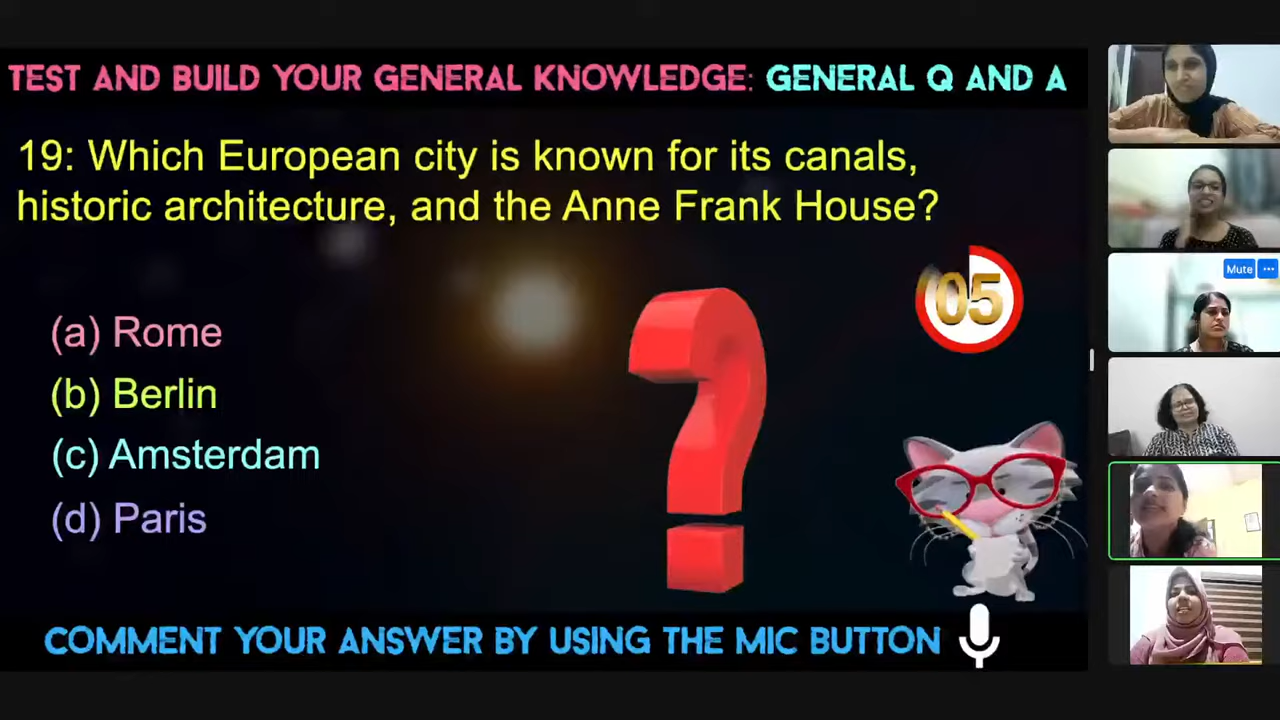 TEST AND BUILD YOUR GENERAL KNOWLEDGE: GENERAL Q AND A
19: Which European city is known for its canals,
historic architecture, and the Anne Frank House?
05
(a) Rome
(b) Berlin
(c) Amsterdam
(d) Paris
COMMENT YOUR ANSWER BY USING THE MIC BUTTON
Mute